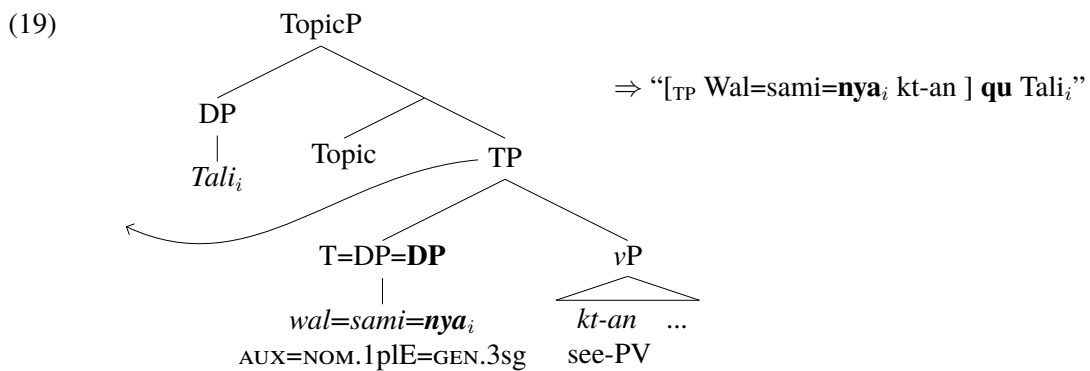 (19) TopicP
⇒ “[TP Wal=sami=nyai kt-an ] qu Talii”
DP
Topic TP
Talii
T=DP=DP vP
wal=sami=nyai kt-an ...
AUX=NOM.1plE=GEN.3sg see-PV